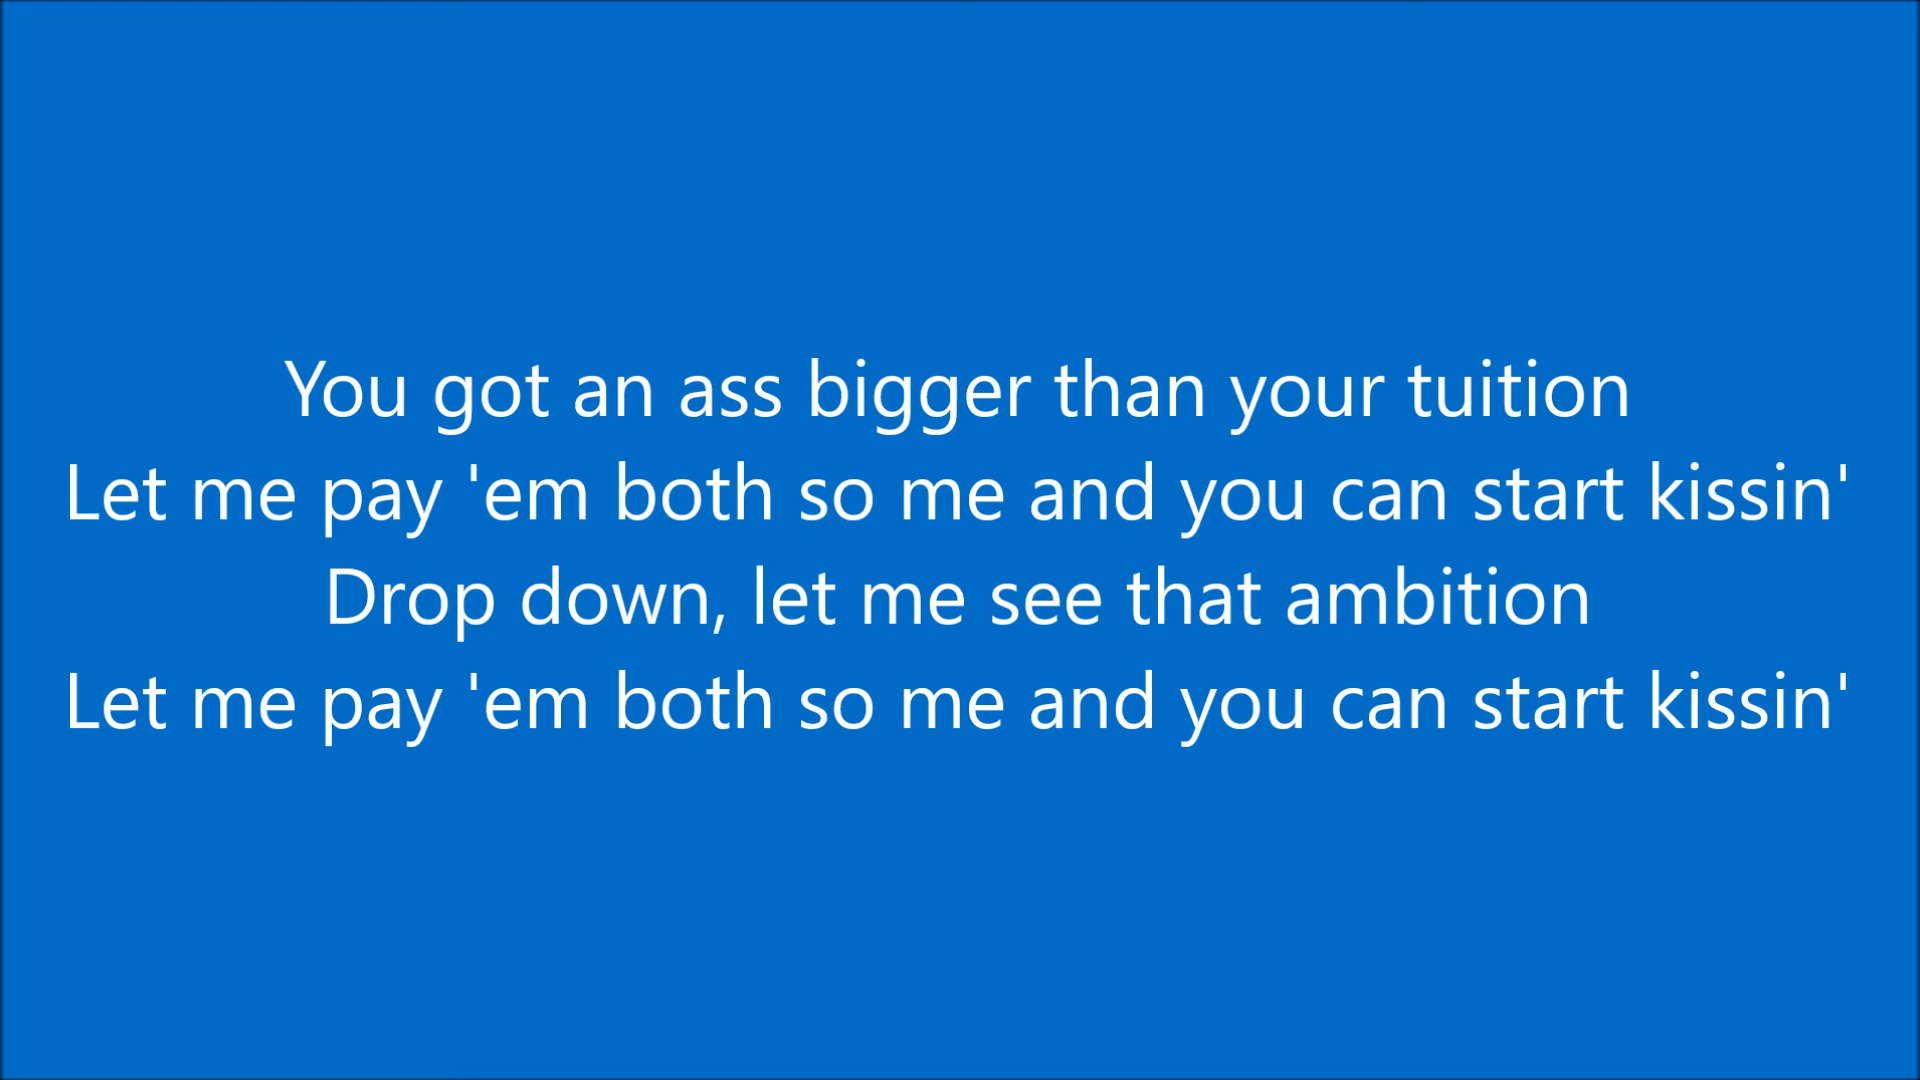 You got an ass bigger than your tuition
Let me pay 'em both so me and you can start kissin'
Drop down, let me see that ambition
Let me pay 'em both so me and you can start kissin'